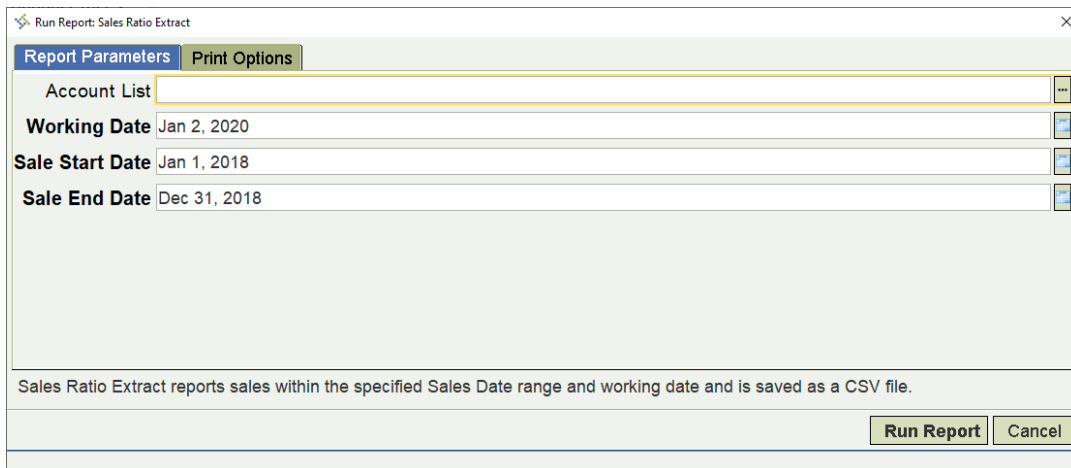 Run Report: Sales Ratio Extract
Report Parameters Print Options
Account List
Working Date Jan 2, 2020
Sale Start Date Jan 1, 2018
Sale End Date Dec 31, 2018
Sales Ratio Extract reports sales within the specified Sales Date range and working date and is saved as a CSV file.
Run Report Cancel